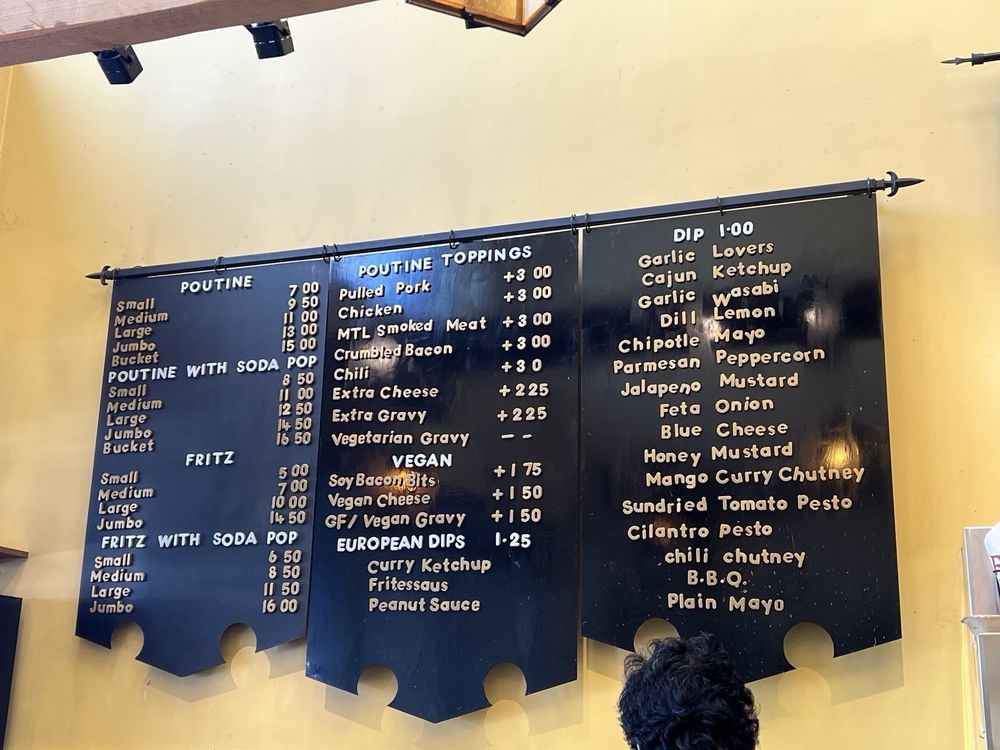 POUTINE
Small 7 00
Medium 9 50
Large 11 00
Jumbo 13 00
Bucket 15 00
POUTINE WITH SODA POP
Small 8 50
Medium 11 00
Large 12 50
Jumbo 14 50
Bucket 16 50
FRITZ
Small 5 00
Medium 7 00
Large 10 00
Jumbo 14 50
FRITZ WITH SODA POP
Small 6 50
Medium 8 50
Large 11 50
Jumbo 16 00
POUTINE TOPPINGS
Pulled Pork +3 00
Chicken +3 00
MTL Smoked Meat +3 00
Crumbled Bacon +3 00
Chili +3 0
Extra Cheese +225
Extra Gravy +225
Vegetarian Gravy --
VEGAN
Soy Bacon Bits +1 75
Vegan Cheese +1 50
GF/Vegan Gravy +1 50
EUROPEAN DIPS 1.25
Curry Ketchup
Fritessaus
Peanut Sauce
DIP 1.00
Garlic Lovers
Cajun Ketchup
Garlic Wasabi
Dill Lemon
Chipotle Mayo
Parmesan Peppercorn
Jalapeno Mustard
Feta Onion
Blue Cheese
Honey Mustard
Mango Curry Chutney
Sundried Tomato Pesto
Cilantro pesto
chili chutney
B.B.Q.
Plain Mayo